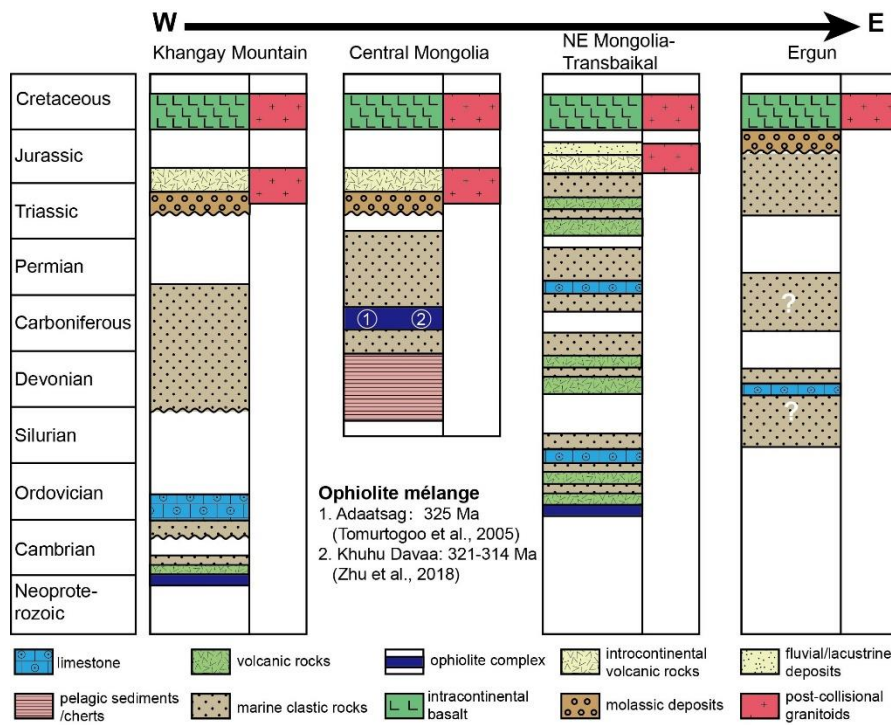 W E
Khangay Mountain
Central Mongolia
NE Mongolia-
Transbaikal
Ergun
Cretaceous
Jurassic
Triassic
Permian
Carboniferous
Devonian
Silurian
Ordovician
Cambrian
Neoprote-
rozoic
① ②
?
?
Ophiolite mélange
1. Adaatsag: 325 Ma
(Tomurtogoo et al., 2005)
2. Khuhu Davaa: 321-314 Ma
(Zhu et al., 2018)
limestone
volcanic rocks
ophiolite complex
introcontinental
volcanic rocks
fluvial/lacustrine
deposits
pelagic sediments
/cherts
marine clastic rocks
intracontinental
basalt
molassic deposits
post-collisional
granitoids